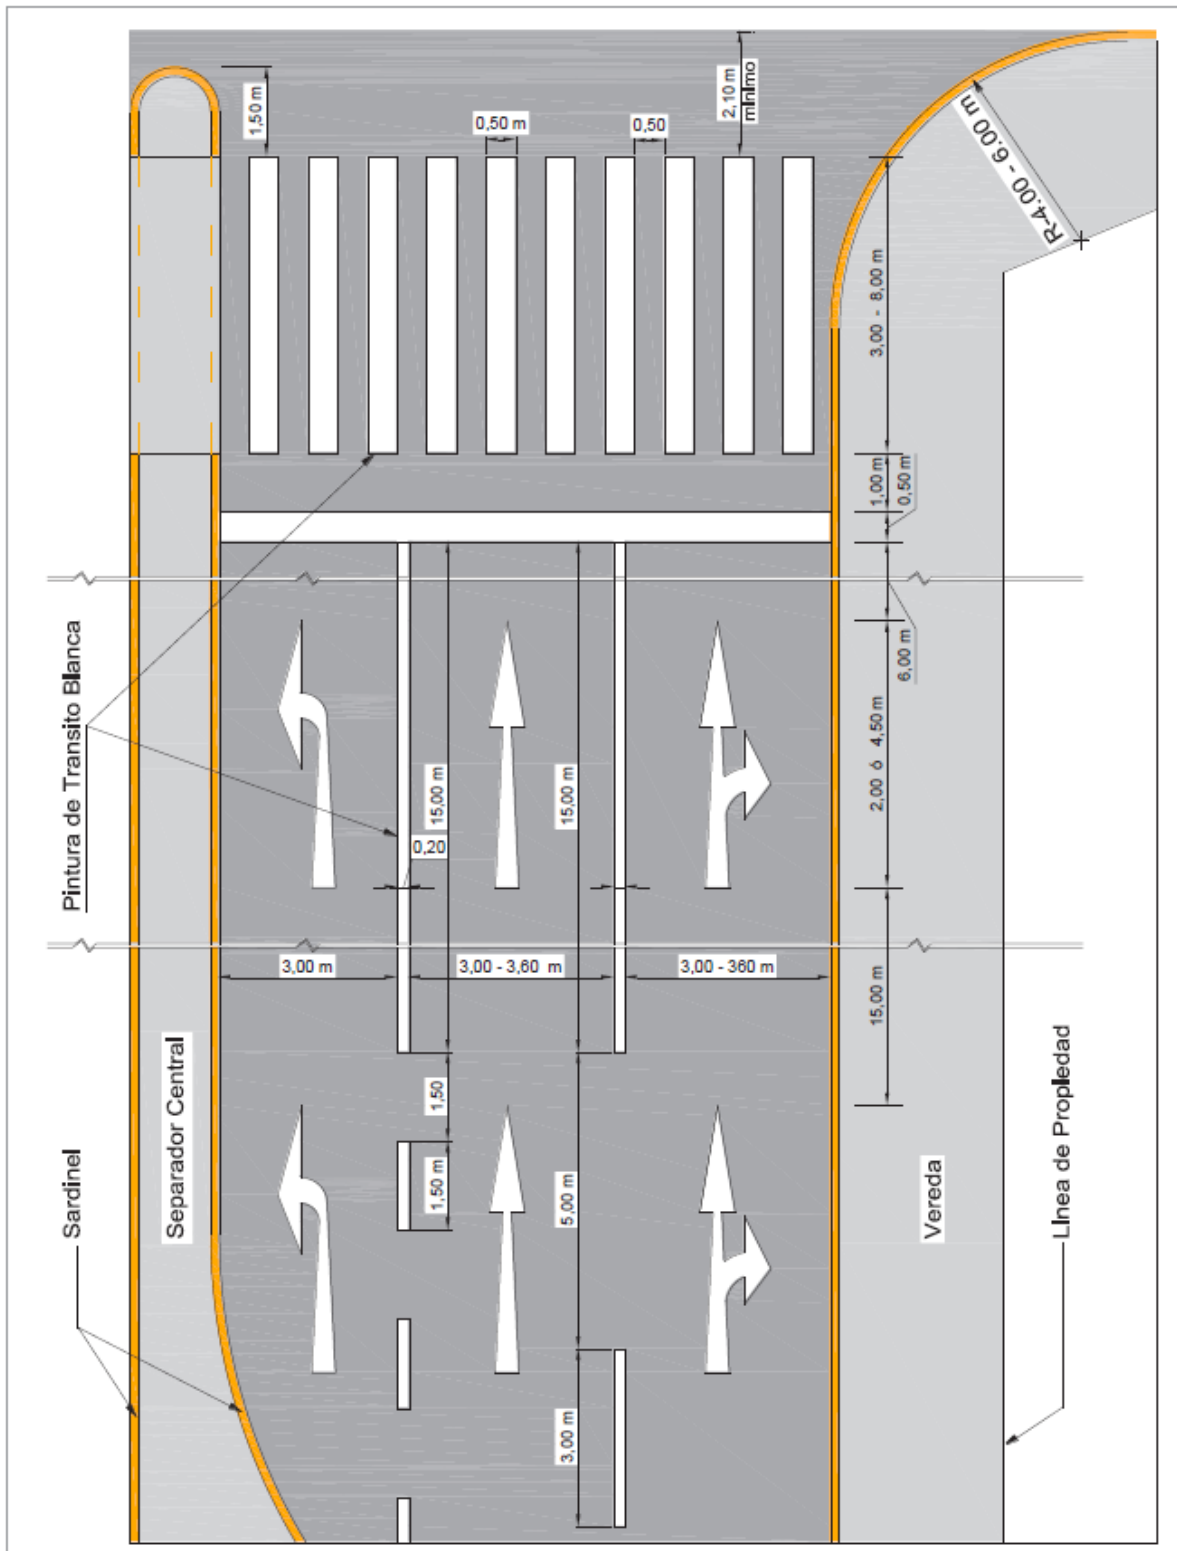 1,50 m
0,50 m
0,50
2,10 m
mínimo
R-4.00 - 6.00 m
3,00 - 8,00 m
1,00 m
0,50 m
6,00 m
2,00 ó 4,50 m
Pintura de Transito Blanca
15,00 m
15,00 m
0,20
3,00 m
3,00 - 3,60 m
3,00 - 360 m
15,00 m
Sardinel
Separador Central
1,50
1,50 m
5,00 m
3,00 m
Vereda
Línea de Propiedad